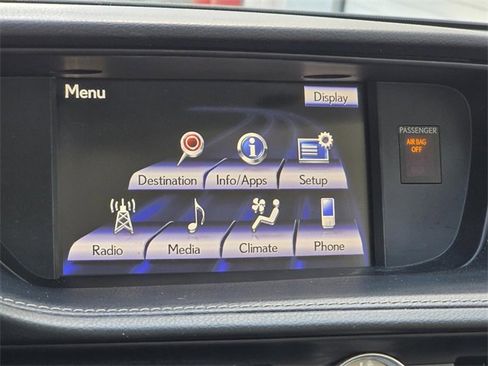 Menu
Display
PASSENGER
AIR BAG
OFF
Destination
Info/Apps
Setup
Radio
Media
Climate
Phone